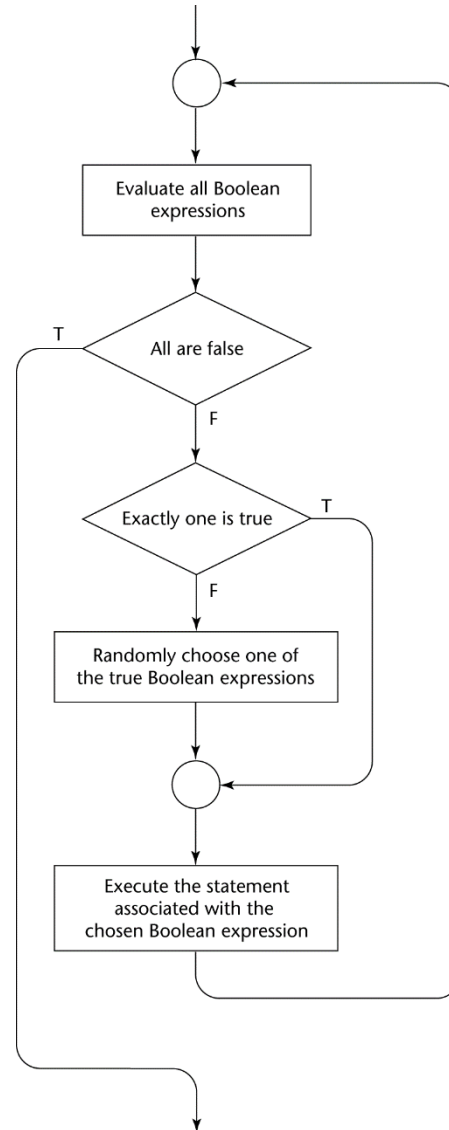 Evaluate all Boolean
expressions
T
All are false
F
Exactly one is true
T
F
Randomly choose one of
the true Boolean expressions
Execute the statement
associated with the
chosen Boolean expression